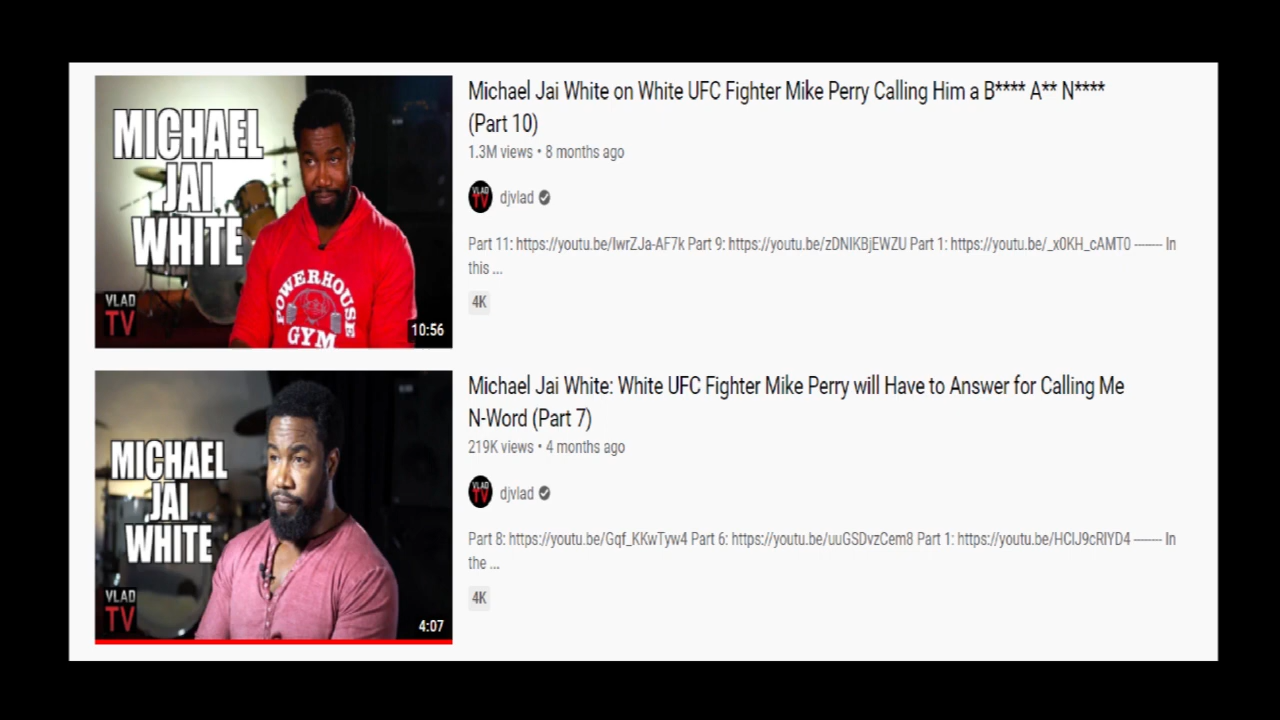 MICHAEL
JAI
WHITE
VLAD
TV
POWERHOUSE
GYM
10:56
Michael Jai White on White UFC Fighter Mike Perry Calling Him a B**** A** N****
(Part 10)
1.3M views • 8 months ago
VLAD
TV
djvlad
Part 11: https://youtu.be/IwrZJa-AF7k Part 9: https://youtu.be/zDNIKBjEWZU Part 1: https://youtu.be/_x0KH_cAMT0 -------- In
this ...
4K
MICHAEL
JAI
WHITE
VLAD
TV
4:07
Michael Jai White: White UFC Fighter Mike Perry will Have to Answer for Calling Me
N-Word (Part 7)
219K views • 4 months ago
VLAD
TV
djvlad
Part 8: https://youtu.be/Gqf_KKwTyw4 Part 6: https://youtu.be/uuGSDvzCem8 Part 1: https://youtu.be/HCIJ9cRlYD4 -------- In
the ...
4K